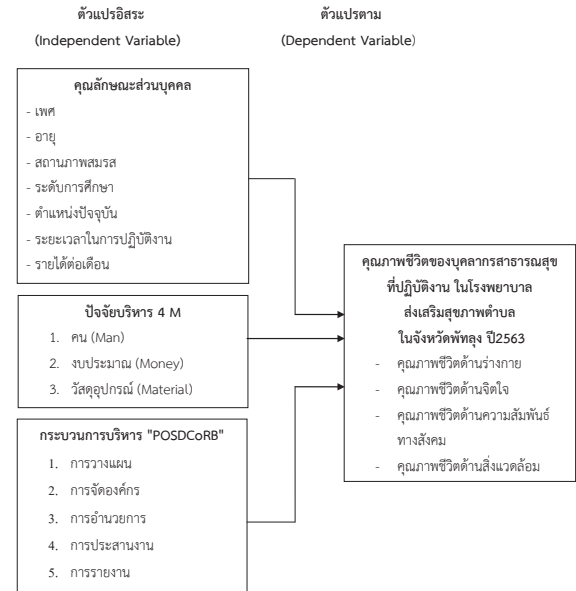 ตัวแปรอิสระ
(Independent Variable)
ตัวแปรตาม
(Dependent Variable)
คุณลักษณะส่วนบุคคล
- เพศ
- อายุ
- สถานภาพสมรส
- ระดับการศึกษา
- ตำแหน่งปัจจุบัน
- ระยะเวลาในการปฏิบัติงาน
- รายได้ต่อเดือน
ปัจจัยบริหาร 4 M
1. คน (Man)
2. งบประมาณ (Money)
3. วัสดุอุปกรณ์ (Material)
กระบวนการบริหาร "POSDCoRB"
1. การวางแผน
2. การจัดองค์กร
3. การอำนวยการ
4. การประสานงาน
5. การรายงาน
คุณภาพชีวิตของบุคลากรสาธารณสุข
ที่ปฏิบัติงาน ในโรงพยาบาล
ส่งเสริมสุขภาพตำบล
ในจังหวัดพัทลุง ปี2563
- คุณภาพชีวิตด้านร่างกาย
- คุณภาพชีวิตด้านจิตใจ
- คุณภาพชีวิตด้านความสัมพันธ์
ทางสังคม
- คุณภาพชีวิตด้านสิ่งแวดล้อม